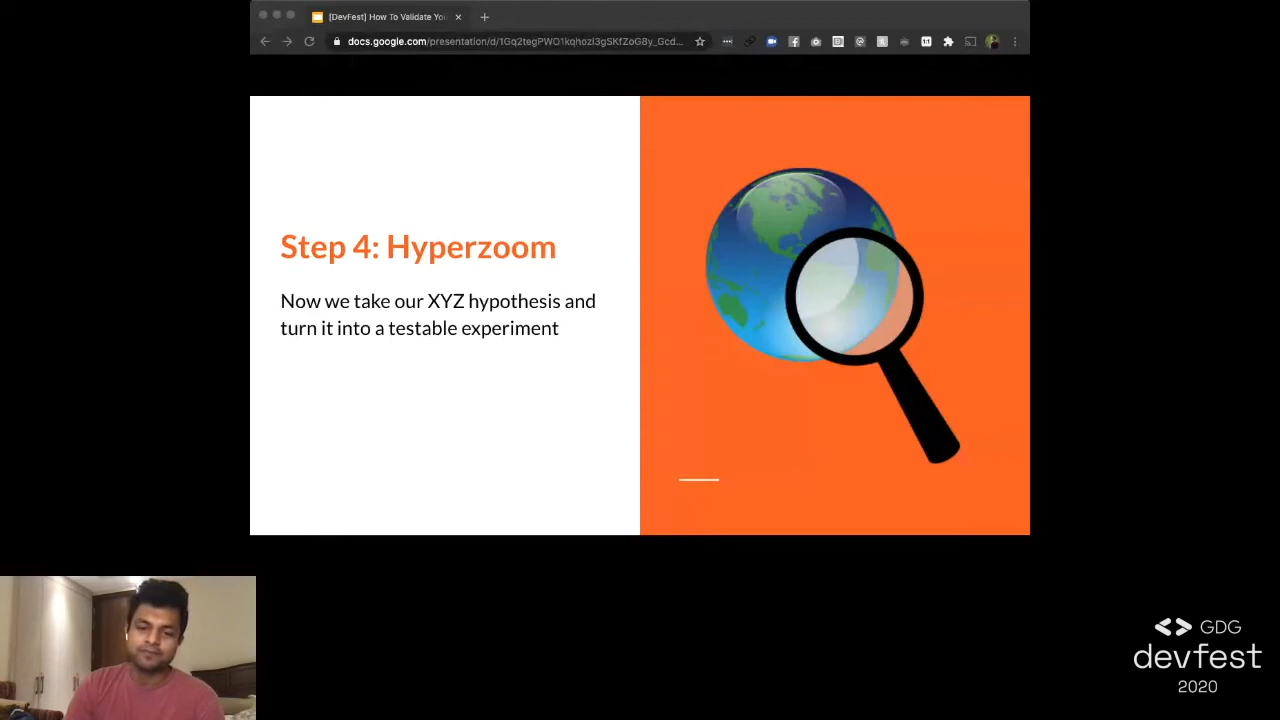 [DevFest] How To Validate You
docs.google.com/presentation/d/1Gq2tegPWO1kqhozI3gSKfZoG8y_Gcd...
Step 4: Hyperzoom
Now we take our XYZ hypothesis and
turn it into a testable experiment
GDG
devfest
2020